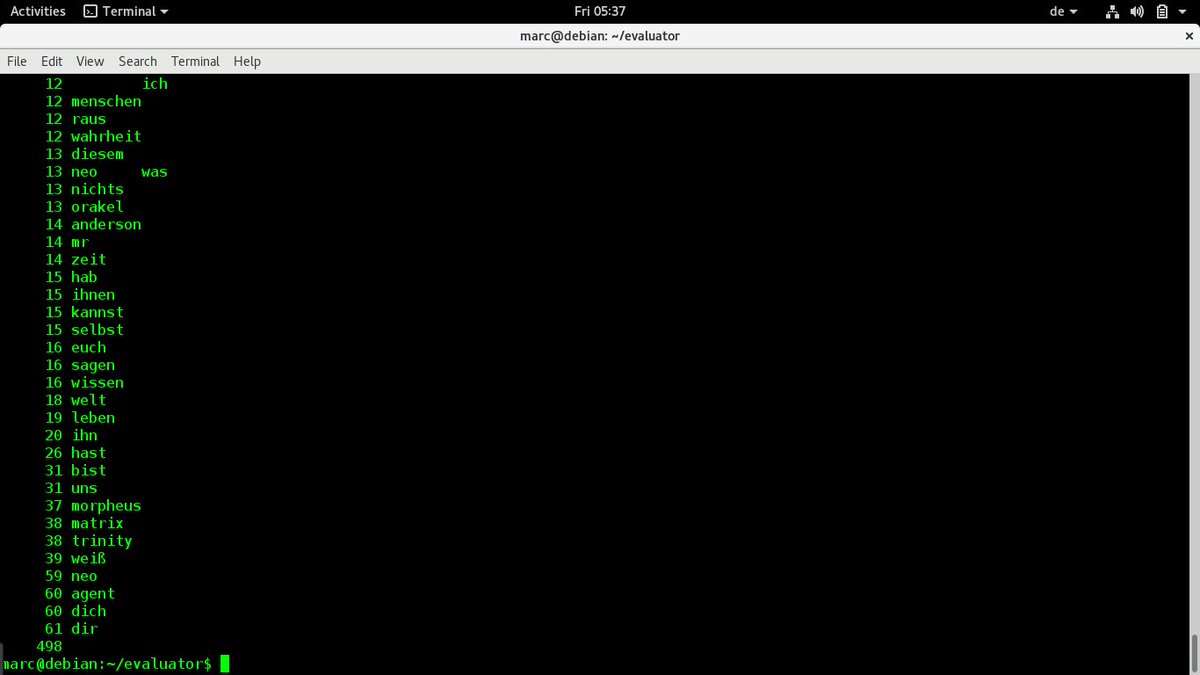 Activities Terminal Fri 05:37 de
marc@debian: ~/evaluator ×
File Edit View Search Terminal Help
12 ich
12 menschen
12 raus
12 wahrheit
13 diesem
13 neo was
13 nichts
13 orakel
14 anderson
14 mr
14 zeit
15 hab
15 ihnen
15 kannst
15 selbst
16 euch
16 sagen
16 wissen
18 welt
19 leben
20 ihn
26 hast
31 bist
31 uns
37 morpheus
38 matrix
38 trinity
39 weiß
59 neo
60 agent
60 dich
61 dir
498
marc@debian:~/evaluator$